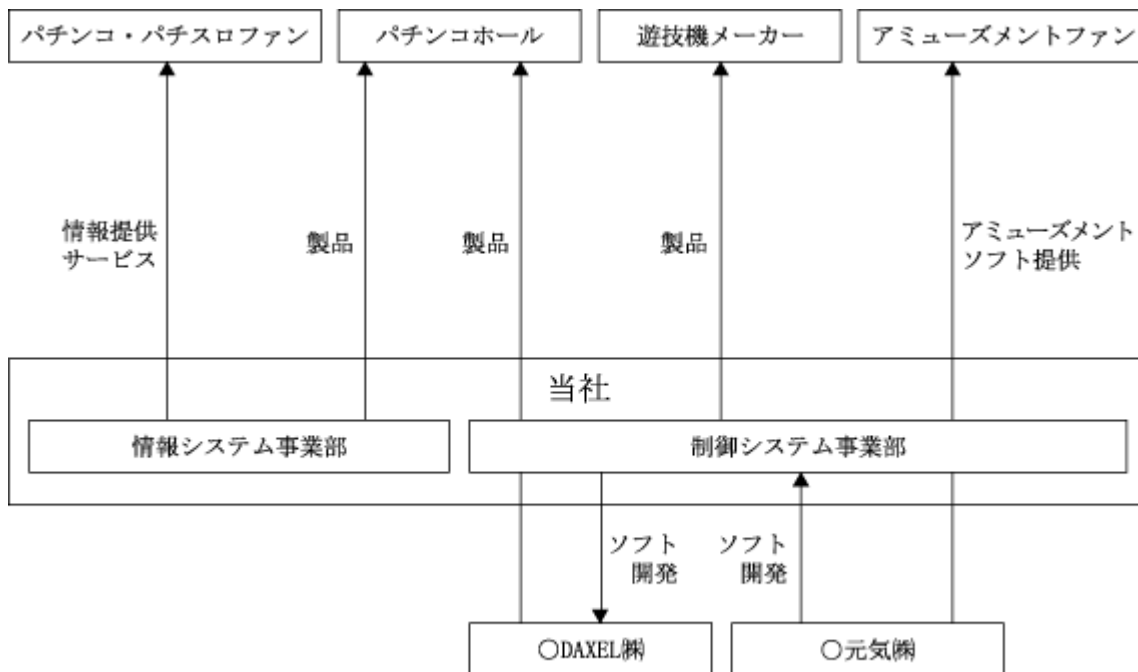 パチンコ・パチスロファン
パチンコホール
遊技機メーカー
アミューズメントファン
情報提供
サービス
製品
製品
製品
アミューズメント
ソフト提供
当社
情報システム事業部
制御システム事業部
ソフト
開発
ソフト
開発
○DAXEL㈱
○元気㈱